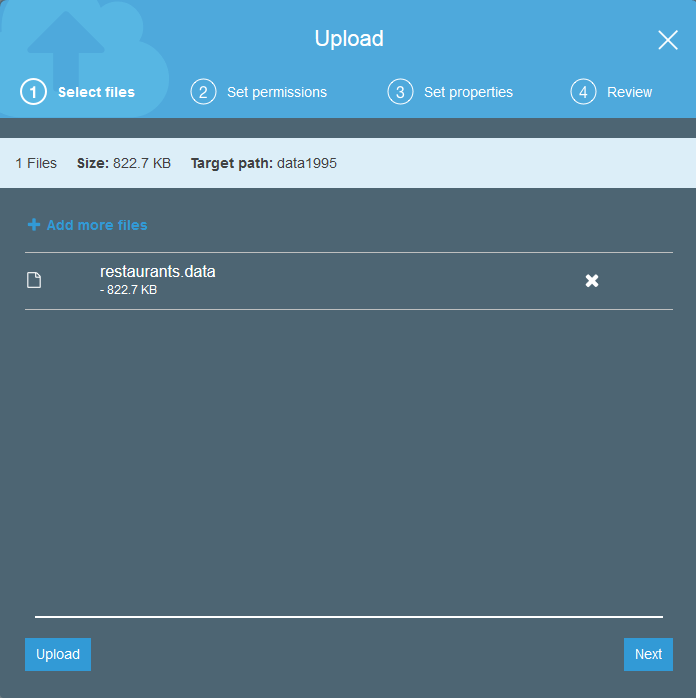 Upload
1 Select files 2 Set permissions 3 Set properties 4 Review
1 Files Size: 822.7 KB Target path: data1995
Add more files
restaurants.data
- 822.7 KB
Upload Next